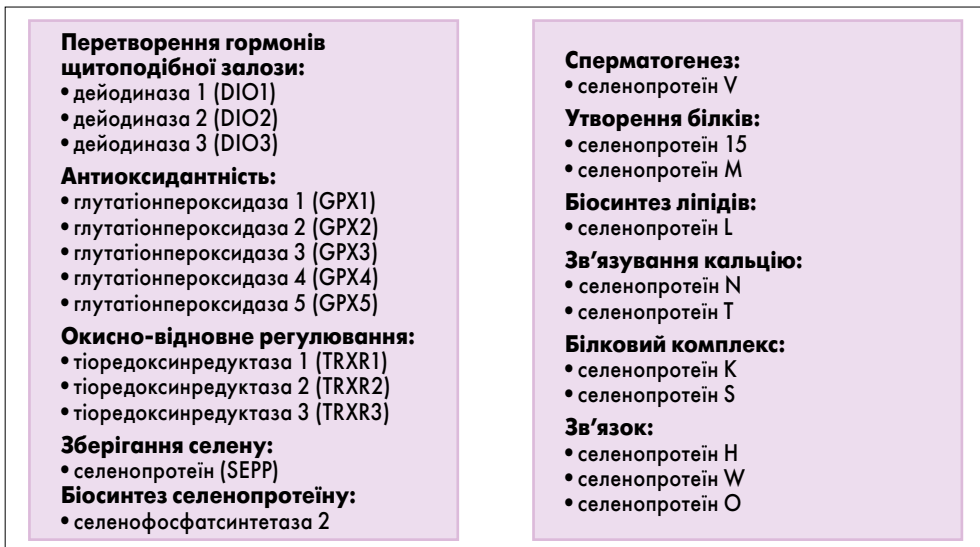 Перетворення гормонів
щитоподібної залози:
• дейодиназа 1 (DIO1)
• дейодиназа 2 (DIO2)
• дейодиназа 3 (DIO3)
Антиоксидантність:
• глутатіонпероксидаза 1 (GPX1)
• глутатіонпероксидаза 2 (GPX2)
• глутатіонпероксидаза 3 (GPX3)
• глутатіонпероксидаза 4 (GPX4)
• глутатіонпероксидаза 5 (GPX5)
Окисно-відновне регулювання:
• тіоредоксинредуктаза 1 (TRXR1)
• тіоредоксинредуктаза 2 (TRXR2)
• тіоредоксинредуктаза 3 (TRXR3)
Зберігання селену:
• селенопротеїн (SEPP)
Біосинтез селенопротеїну:
• селенофосфатсинтетаза 2
Сперматогенез:
• селенопротеїн V
Утворення білків:
• селенопротеїн 15
• селенопротеїн M
Біосинтез ліпідів:
• селенопротеїн L
Зв’язування кальцію:
• селенопротеїн N
• селенопротеїн T
Білковий комплекс:
• селенопротеїн K
• селенопротеїн S
Зв’язок:
• селенопротеїн H
• селенопротеїн W
• селенопротеїн O